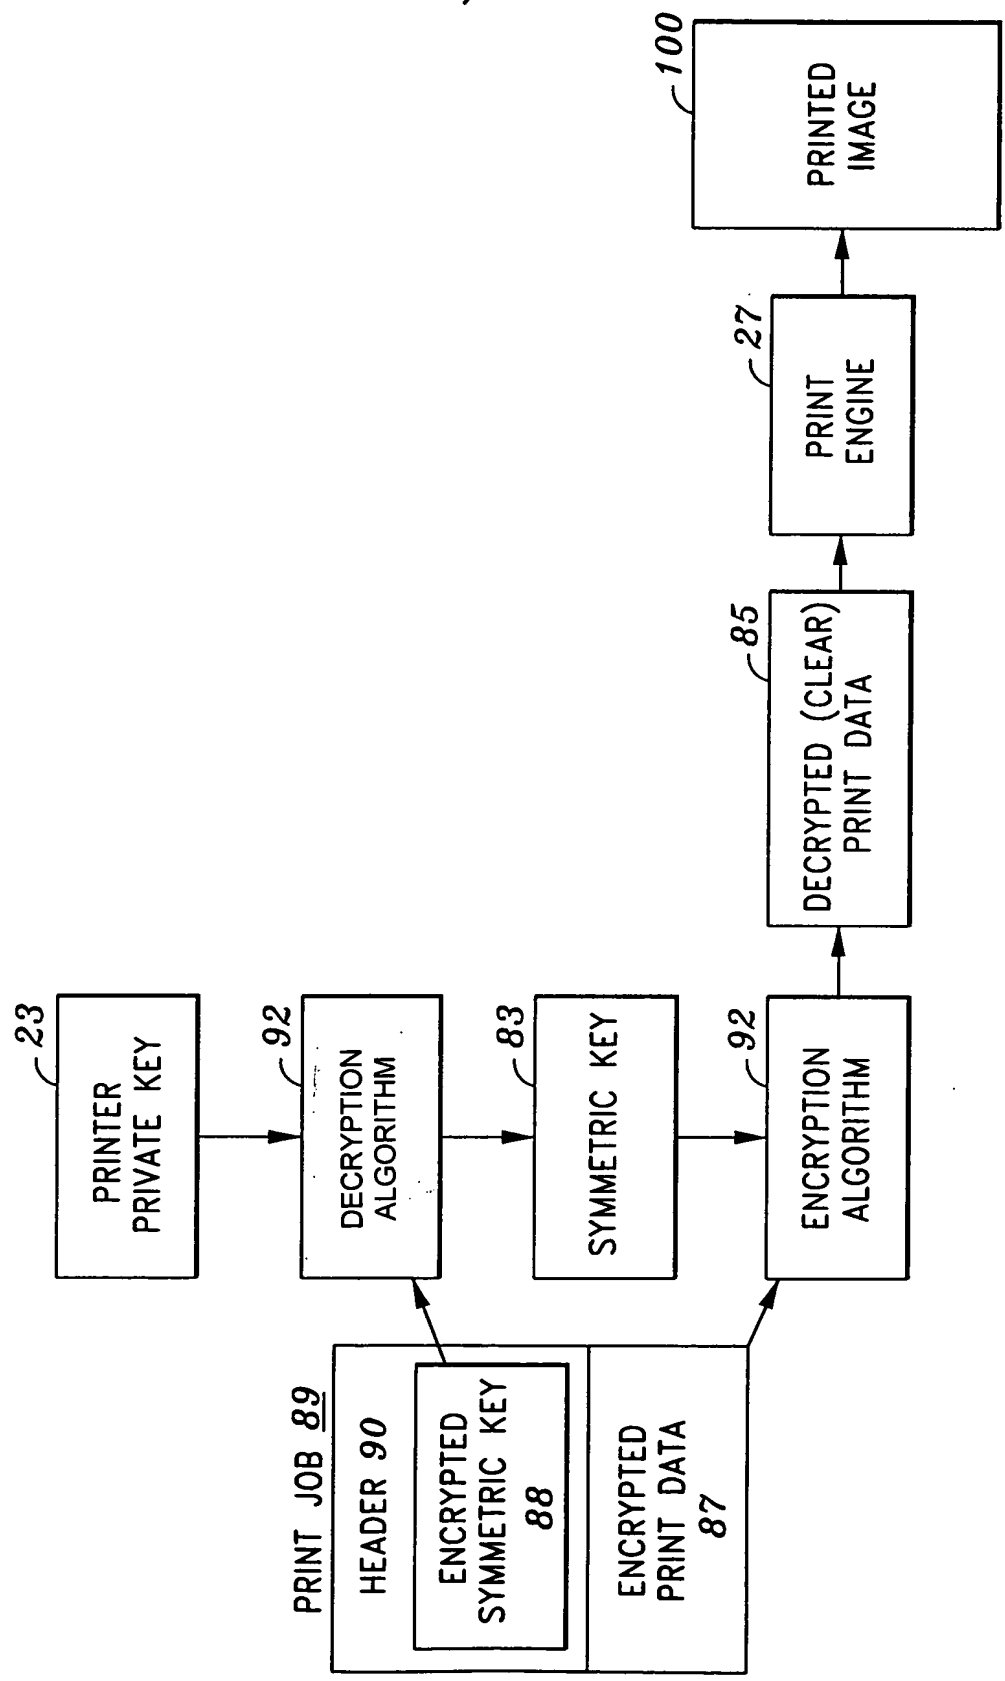 PRINT JOB 89
HEADER 90
ENCRYPTED
SYMMETRIC KEY
88
ENCRYPTED
PRINT DATA
87
23
PRINTER
PRIVATE KEY
92
DECRYPTION
ALGORITHM
83
SYMMETRIC KEY
92
ENCRYPTION
ALGORITHM
85
DECRYPTED (CLEAR)
PRINT DATA
27
PRINT
ENGINE
100
PRINTED
IMAGE